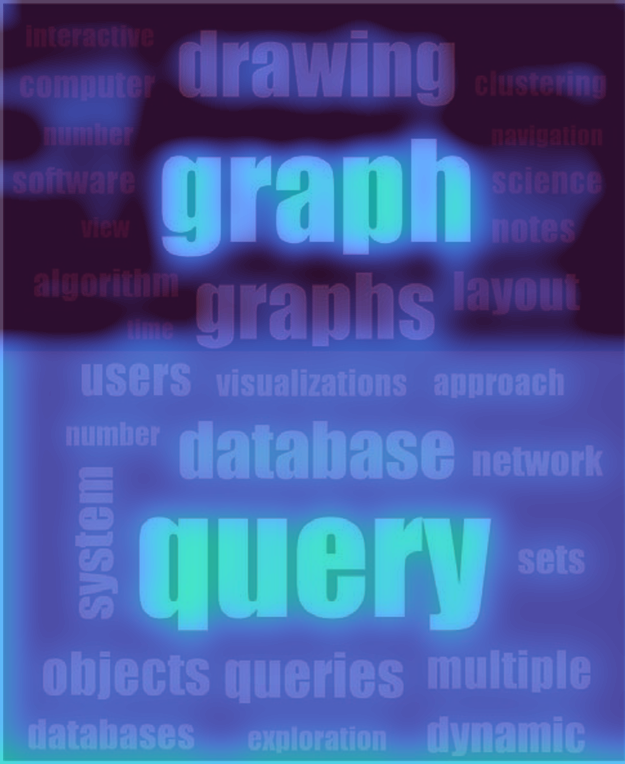 interactive drawing
computer clustering
number navigation
software graph science
view notes
algorithm graphs layout
time
users visualizations approach
number database network
system query sets
objects queries multiple
databases exploration dynamic